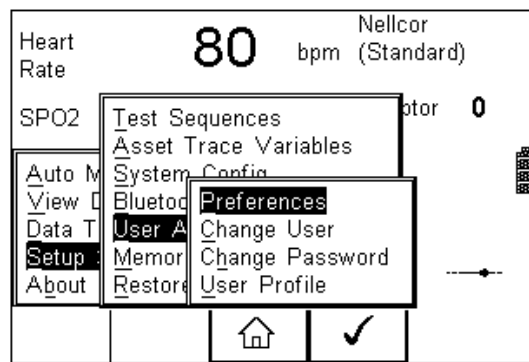 Heart
Rate
80
bpm
Nellcor
(Standard)
SPO2
0
Test Sequences
Asset Trace Variables
System Config
User A
Memor
Restore
Auto M
View
Data T
Setup
About
Preferences
Change User
Change Password
User Profile